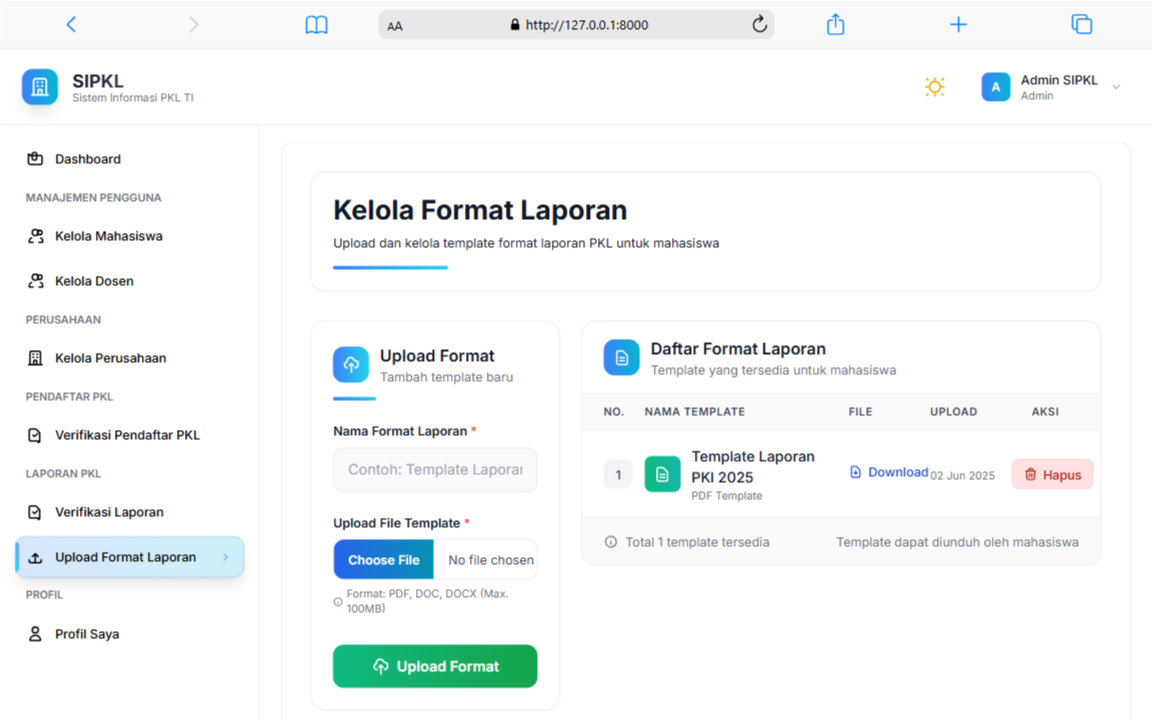 AA
http://127.0.0.1:8000
SIPKL
Sistem Informasi PKL TI
A
Admin SIPKL
Admin
Dashboard
MANAJEMEN PENGGUNA
Kelola Mahasiswa
Kelola Dosen
PERUSAHAAN
Kelola Perusahaan
PENDAFTAR PKL
Verifikasi Pendaftar PKL
LAPORAN PKL
Verifikasi Laporan
Upload Format Laporan
PROFIL
Profil Saya
Kelola Format Laporan
Upload dan kelola template format laporan PKL untuk mahasiswa
Upload Format
Tambah template baru
Nama Format Laporan *
Contoh: Template Laporan
Upload File Template *
Choose File No file chosen
Format: PDF, DOC, DOCX (Max.
100MB)
Upload Format
Daftar Format Laporan
Template yang tersedia untuk mahasiswa
NO. NAMA TEMPLATE FILE UPLOAD AKSI
1
Template Laporan
PKl 2025
PDF Template
Download
02 Jun 2025
Hapus
Total 1 template tersedia
Template dapat diunduh oleh mahasiswa